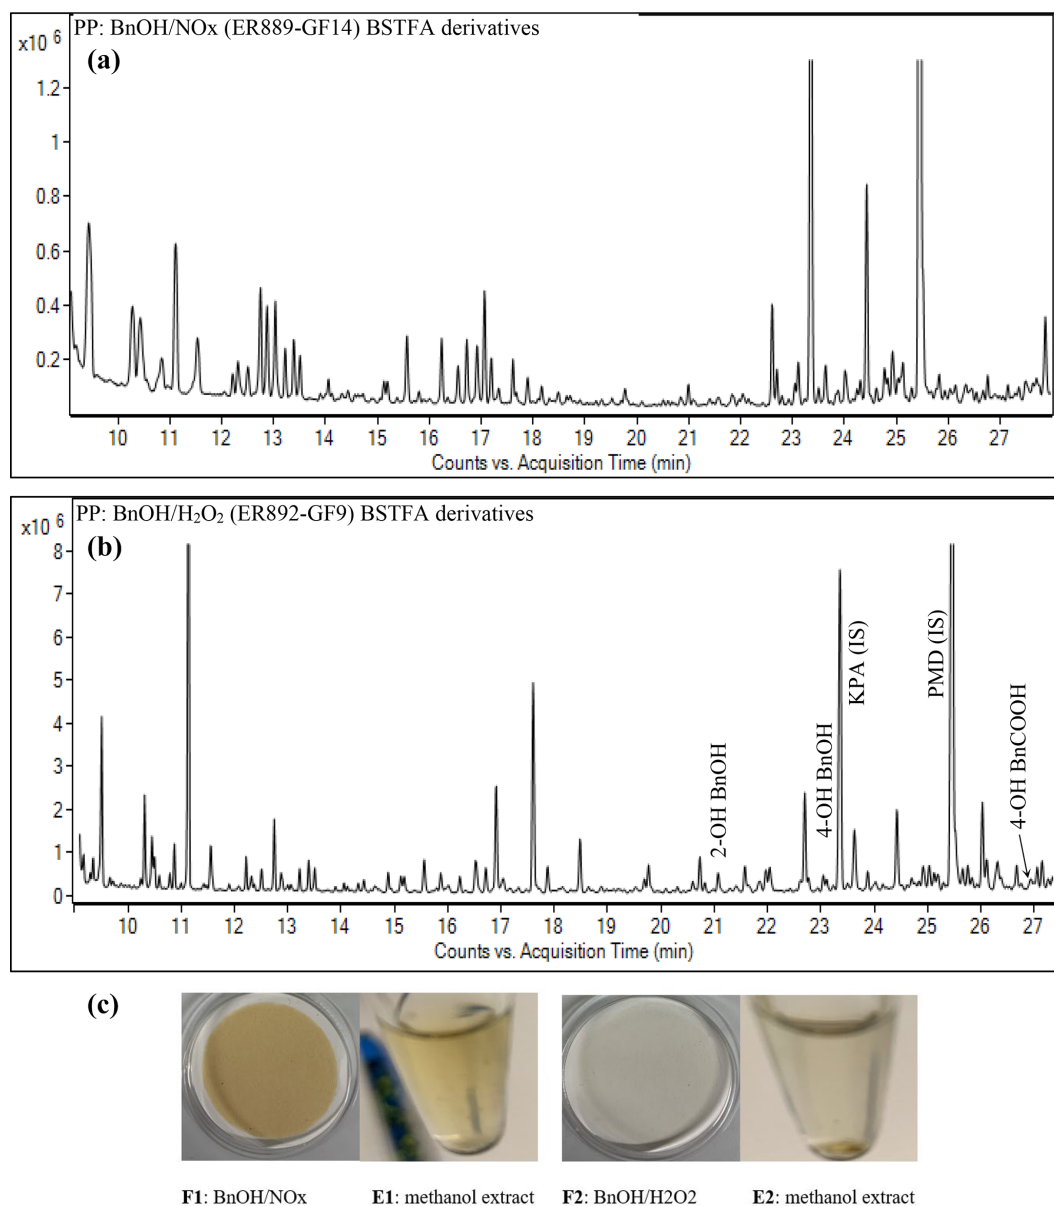 PP: BnOH/NOx (ER889-GF14) BSTFA derivatives
x10 6
(a)
1.2
1
0.8
0.6
0.4
0.2
10 11 12 13 14 15 16 17 18 19 20 21 22 23 24 25 26 27
Counts vs. Acquisition Time (min)
PP: BnOH/H₂O₂ (ER892-GF9) BSTFA derivatives
x10 6
(b)
8
7
6
5
4
3
2
1
0
2-OH BnOH
4-OH BnOH
KPA (IS)
PMD (IS)
4-OH BnCOOH
10 11 12 13 14 15 16 17 18 19 20 21 22 23 24 25 26 27
Counts vs. Acquisition Time (min)
(c)
F1: BnOH/NOx E1: methanol extract F2: BnOH/H2O2 E2: methanol extract